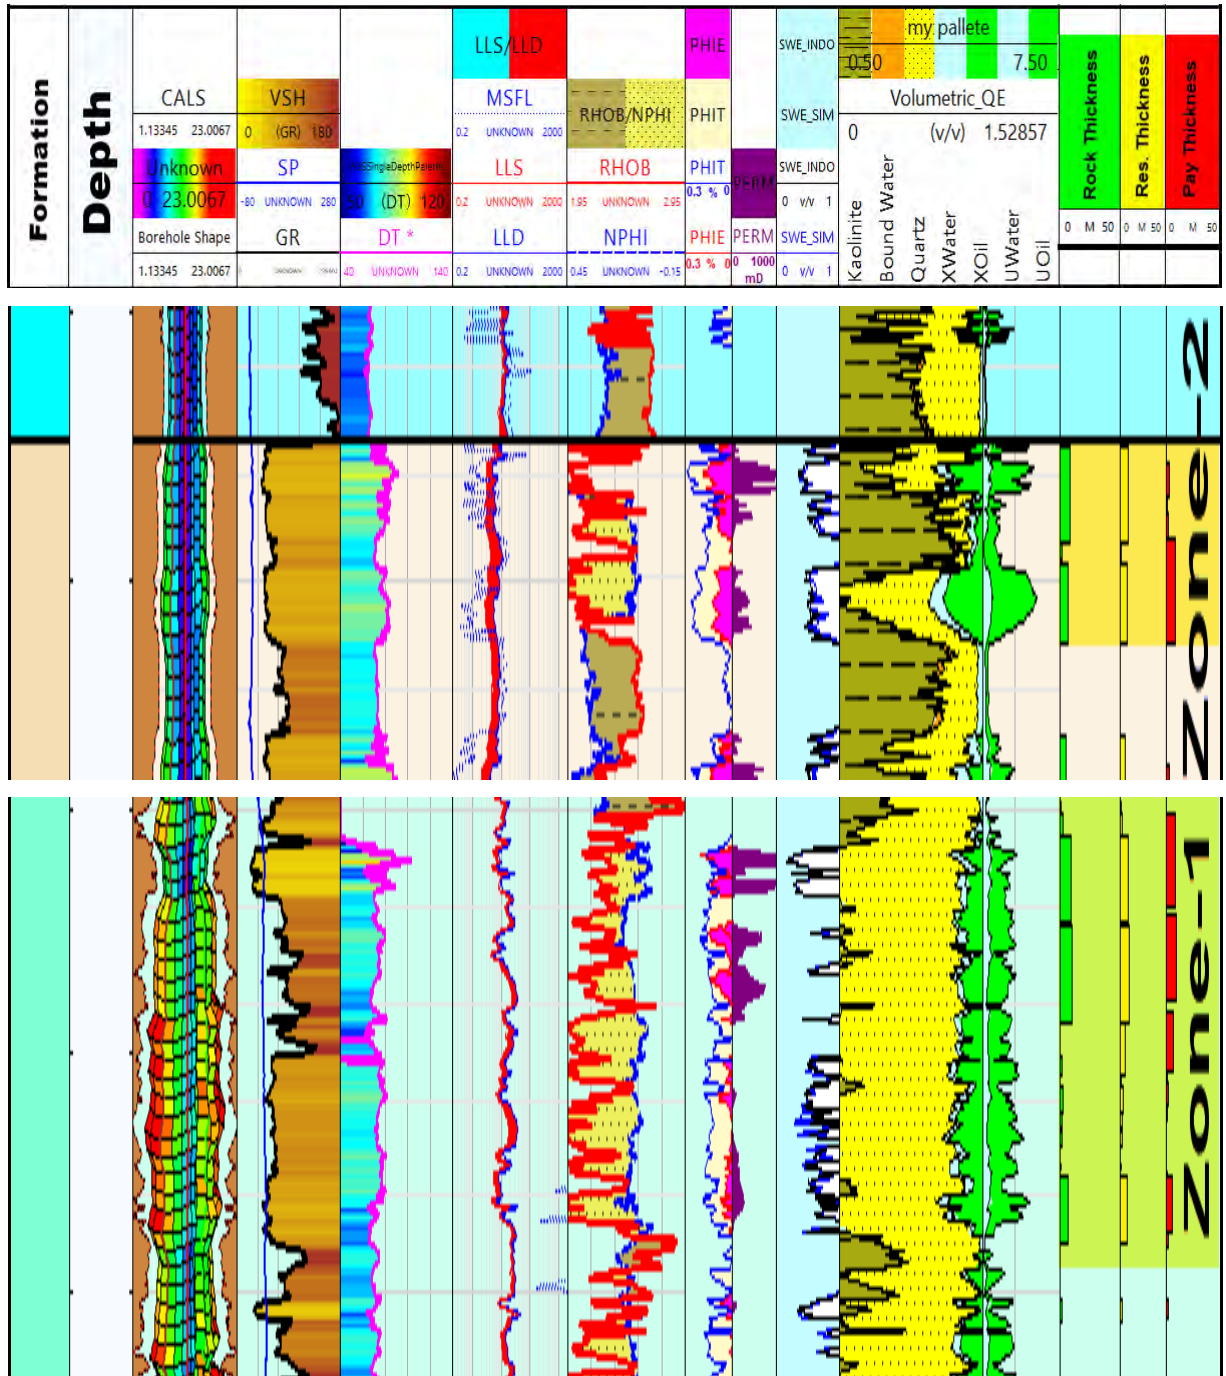 Formation
Depth
CALS
1.13345 23.0067
Unknown
0 23.0067
Borehole Shape
1.13345 23.0067
VSH
0 (GR) 180
SP
-80 UNKNOWN 280
GR
50 (DT) 120
DT *
40 UNKNOWN 140
LLS/LLD
MSFL
0.2 UNKNOWN 2000
LLS
0.2 UNKNOWN 2000
LLD
0.2 UNKNOWN 2000
RHOB/NPHI
RHOB
1.95 UNKNOWN 2.95
NPHI
0.45 UNKNOWN -0.15
PHIE
PHIT
PHIT
0.3 % 0
PHIE
0.3 % 0
PERM
PERM
0 1000
mD
SWE_INDO
SWE_SIM
SWE_INDO
0 v/v 1
SWE_SIM
0 v/v 1
my pallete
0.50 7.50
Volumetric_QE
0 (v/v) 1.52857
Kaolinite
Bound Water
Quartz
XWater
XOil
UWater
UOil
Rock Thickness
0 M 50
Res. Thickness
0 M 50
Pay Thickness
0 M 50
Zone-2
Zone-1